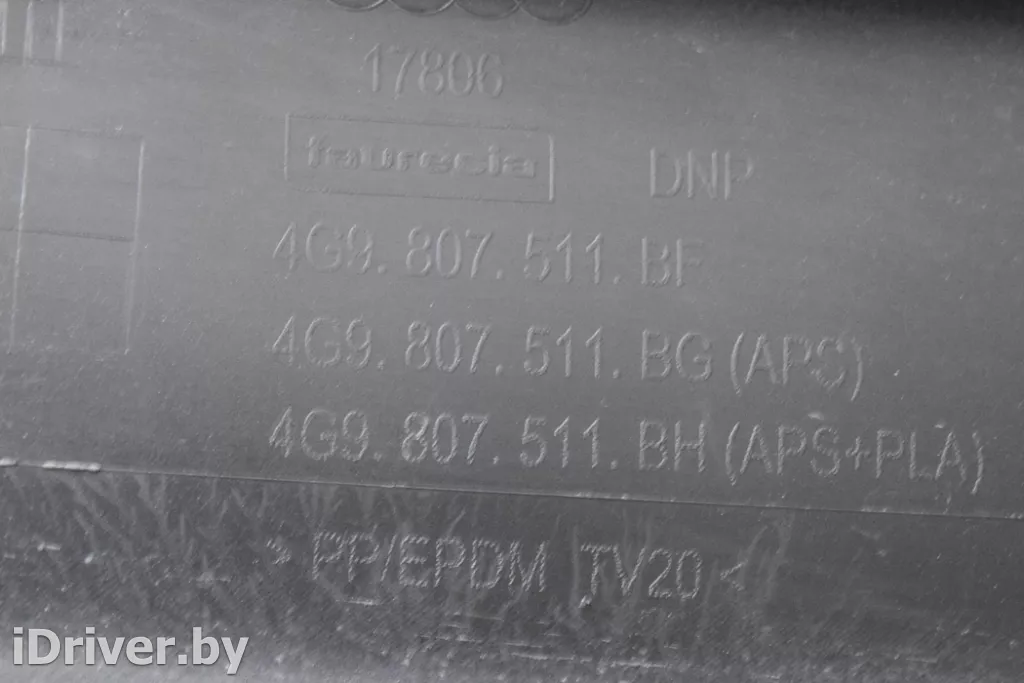 17806
faurecia DNP
4G9. 807. 511. BF
4G9. 807. 511. BG (APS)
4G9. 807. 511. BH (APS+PLA)
> PP/EPDM TV20 <
iDriver.by